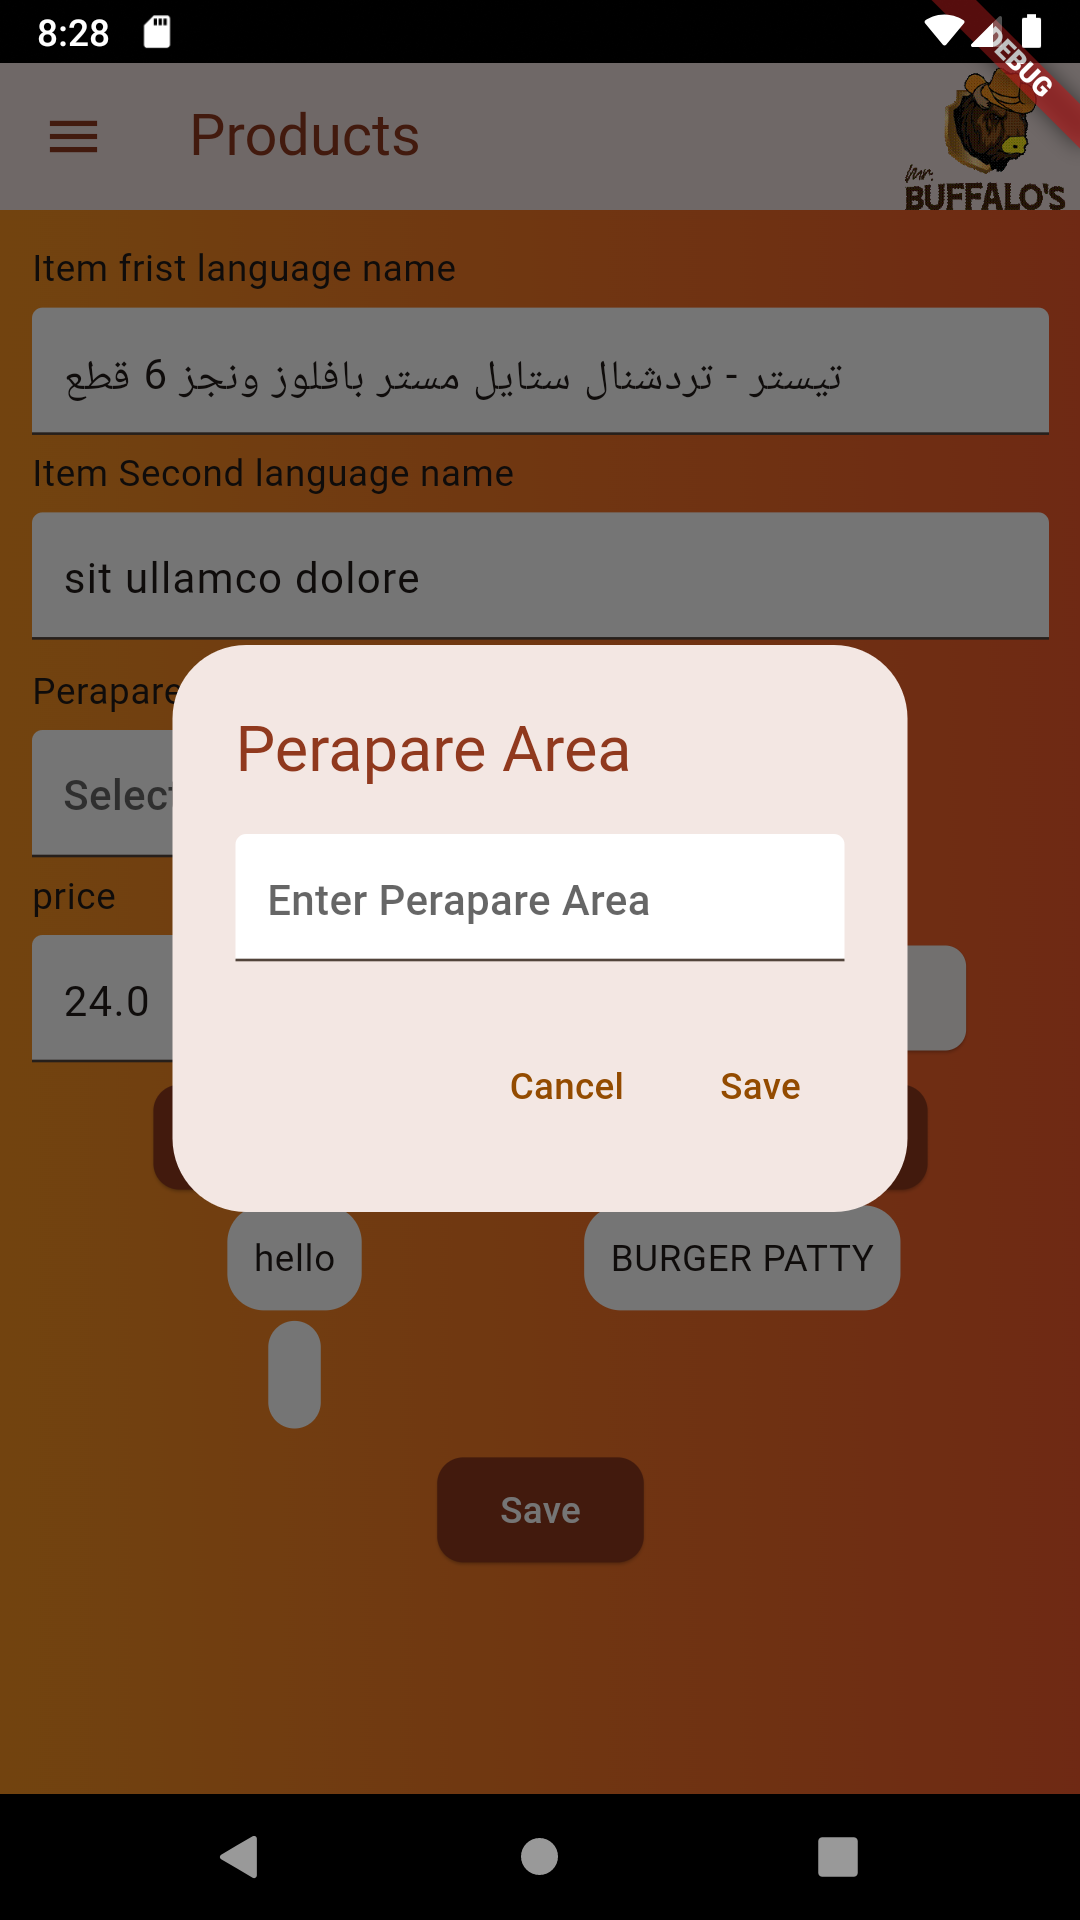 8:28
DEBUG
Products
Mr.
BUFFALO'S
Item frist language name
تيستر - تردشنال ستايل مستر بافلوز ونجز 6 قطع
Item Second language name
sit ullamco dolore
Perapare
Select
Perapare Area
Enter Perapare Area
price
24.0
Cancel
Save
hello
BURGER PATTY
Save